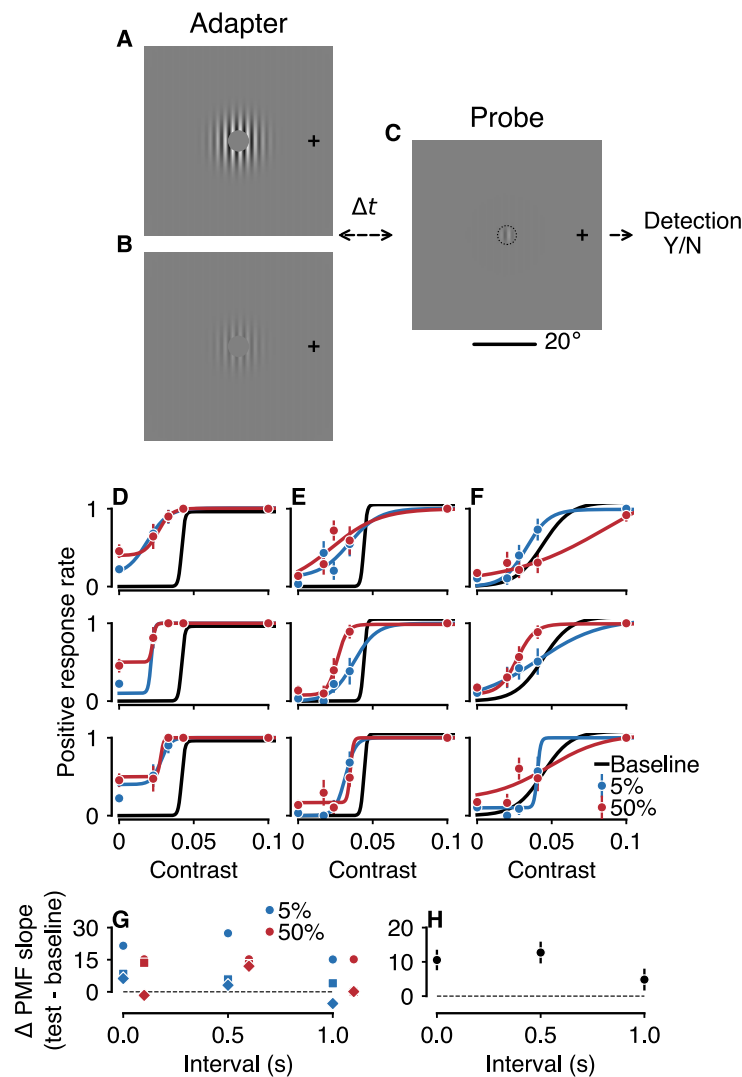 Adapter
A
B
Δt
Probe
C
Detection
Y/N
20°
D
E
F
Positive response rate
1
0
1
0
1
0
0
0.05
0.1
0
0.05
0.1
0
0.05
0.1
Contrast
Contrast
Contrast
Baseline
5%
50%
G
5%
50%
Δ PMF slope
(test - baseline)
30
15
0
0.0
0.5
1.0
Interval (s)
H
20
10
0
0.0
0.5
1.0
Interval (s)